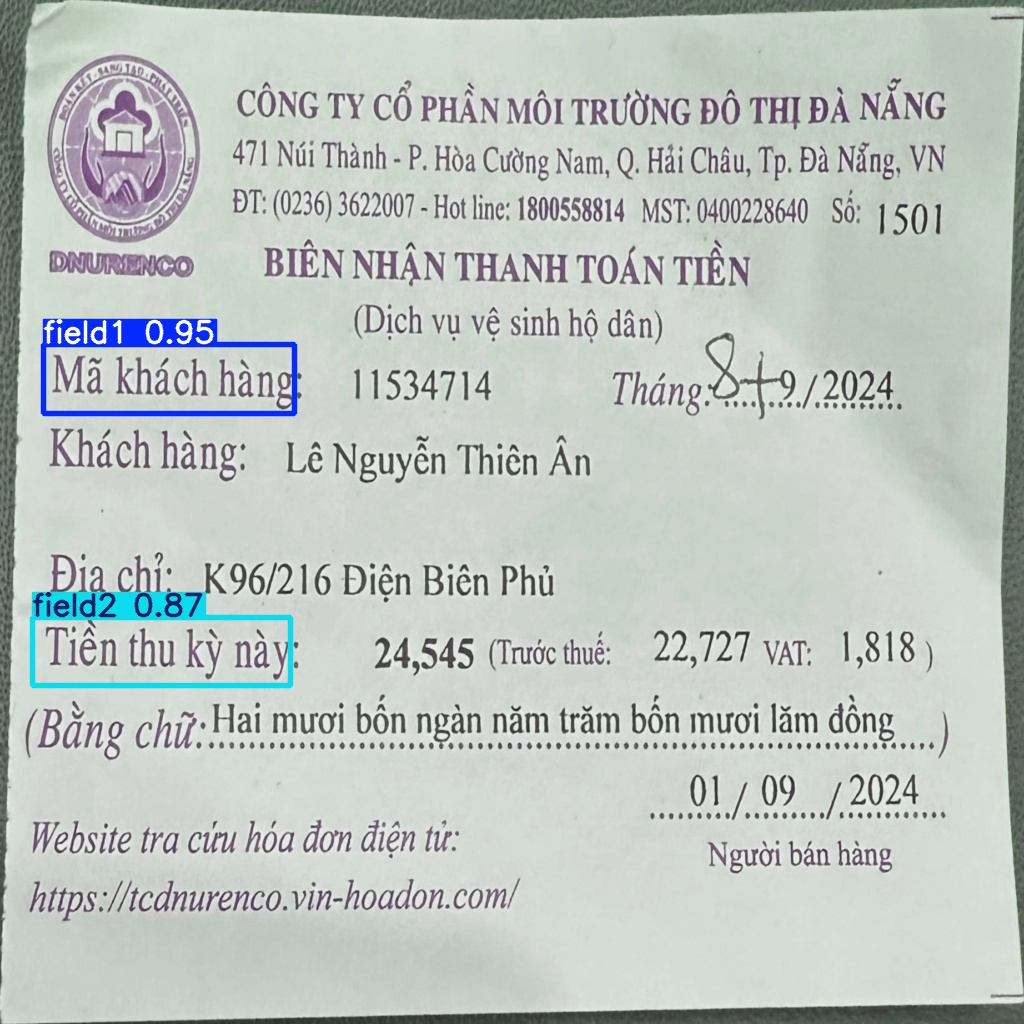 ĐOÀN KẾT - SÁNG TẠO - PHÁT TRIỂN
DNURENCO
CÔNG TY CỔ PHẦN MÔI TRƯỜNG ĐÔ THỊ ĐÀ NẴNG
471 Núi Thành - P. Hòa Cường Nam, Q. Hải Châu, Tp. Đà Nẵng, VN
ĐT: (0236) 3622007 - Hot line: 1800558814 MST: 0400228640 Số: 1501
BIÊN NHẬN THANH TOÁN TIỀN
(Dịch vụ vệ sinh hộ dân)
field1 0.95
Mã khách hàng: 11534714 Tháng: 8+9/2024
Khách hàng: Lê Nguyễn Thiên Ân
Địa chỉ: K96/216 Điện Biên Phủ
field2 0.87
Tiền thu kỳ này: 24,545 (Trước thuế: 22,727 VAT: 1,818 )
(Bằng chữ: Hai mươi bốn ngàn năm trăm bốn mươi lăm đồng)
01 / 09 / 2024
Người bán hàng
Website tra cứu hóa đơn điện tử:
https://tcdnurenco.vin-hoadon.com/